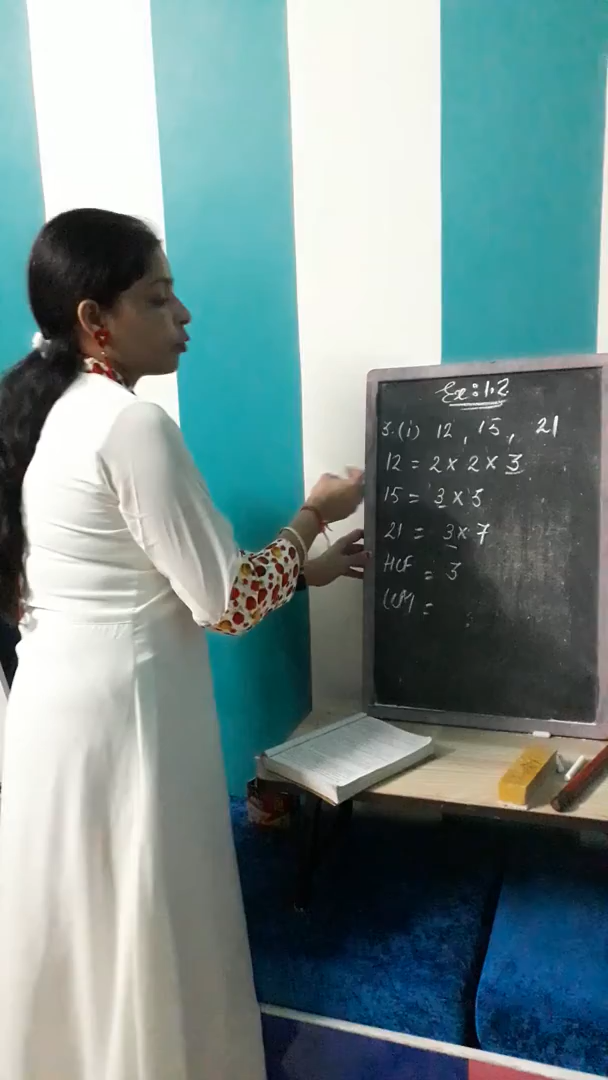 Ex:1.2
3.(i) 12, 15, 21
12 = 2 x 2 x 3
15 = 3 x 5
21 = 3 x 7
HCF = 3
LCM =